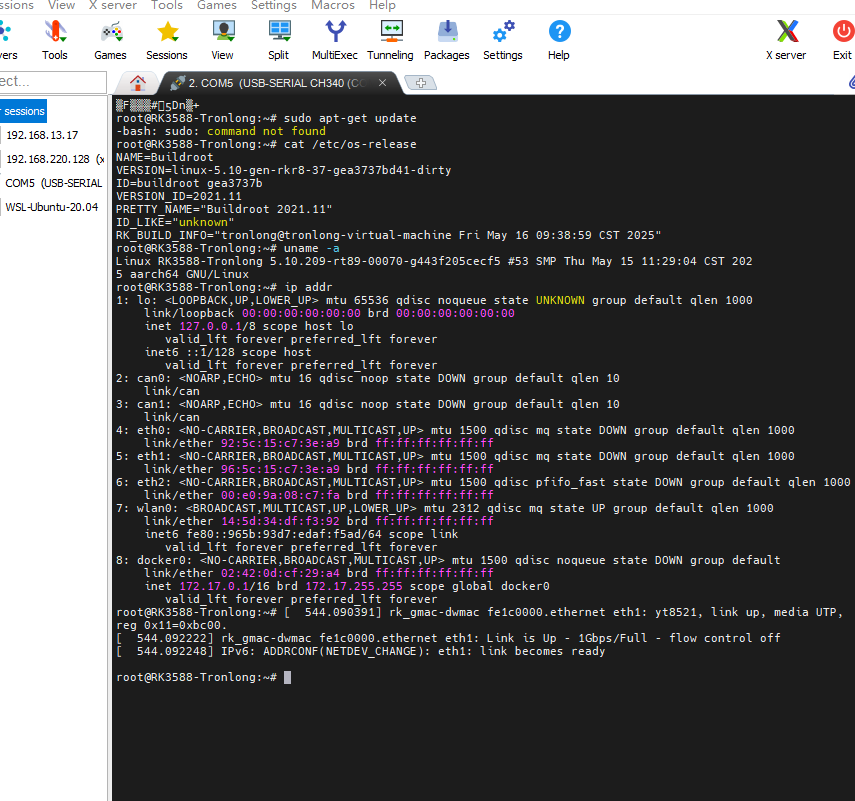 ssions View X server Tools Games Settings Macros Help
vers Tools Games Sessions View Split MultiExec Tunneling Packages Settings Help X server Exit
ect...
2. COM5 (USB-SERIAL CH340 (CO
sessions
192.168.13.17
192.168.220.128 (x
COM5 (USB-SERIAL
WSL-Ubuntu-20.04
root@RK3588-Tronlong:~# sudo apt-get update
-bash: sudo: command not found
root@RK3588-Tronlong:~# cat /etc/os-release
NAME=Buildroot
VERSION=linux-5.10-gen-rkr8-37-gea3737bd41-dirty
ID=buildroot gea3737b
VERSION_ID=2021.11
PRETTY_NAME="Buildroot 2021.11"
ID_LIKE="unknown"
RK_BUILD_INFO="tronlong@tronlong-virtual-machine Fri May 16 09:38:59 CST 2025"
root@RK3588-Tronlong:~# uname -a
Linux RK3588-Tronlong 5.10.209-rt89-00070-g443f205cecf5 #53 SMP Thu May 15 11:29:04 CST 202
5 aarch64 GNU/Linux
root@RK3588-Tronlong:~# ip addr
1: lo: <LOOPBACK,UP,LOWER_UP> mtu 65536 qdisc noqueue state UNKNOWN group default qlen 1000
    link/loopback 00:00:00:00:00:00 brd 00:00:00:00:00:00
    inet 127.0.0.1/8 scope host lo
       valid_lft forever preferred_lft forever
    inet6 ::1/128 scope host
       valid_lft forever preferred_lft forever
2: can0: <NOARP,ECHO> mtu 16 qdisc noop state DOWN group default qlen 10
    link/can
3: can1: <NOARP,ECHO> mtu 16 qdisc noop state DOWN group default qlen 10
    link/can
4: eth0: <NO-CARRIER,BROADCAST,MULTICAST,UP> mtu 1500 qdisc mq state DOWN group default qlen 1000
    link/ether 92:5c:15:c7:3e:a9 brd ff:ff:ff:ff:ff:ff
5: eth1: <NO-CARRIER,BROADCAST,MULTICAST,UP> mtu 1500 qdisc mq state DOWN group default qlen 1000
    link/ether 96:5c:15:c7:3e:a9 brd ff:ff:ff:ff:ff:ff
6: eth2: <NO-CARRIER,BROADCAST,MULTICAST,UP> mtu 1500 qdisc pfifo_fast state DOWN group default qlen 1000
    link/ether 00:e0:9a:08:c7:fa brd ff:ff:ff:ff:ff:ff
7: wlan0: <BROADCAST,MULTICAST,UP,LOWER_UP> mtu 2312 qdisc mq state UP group default qlen 1000
    link/ether 14:5d:34:df:f3:92 brd ff:ff:ff:ff:ff:ff
    inet6 fe80::965b:93d7:edaf:f5ad/64 scope link
       valid_lft forever preferred_lft forever
8: docker0: <NO-CARRIER,BROADCAST,MULTICAST,UP> mtu 1500 qdisc noqueue state DOWN group default
    link/ether 02:42:0d:cf:29:a4 brd ff:ff:ff:ff:ff:ff
    inet 172.17.0.1/16 brd 172.17.255.255 scope global docker0
       valid_lft forever preferred_lft forever
root@RK3588-Tronlong:~# [  544.090391] rk_gmac-dwmac fe1c0000.ethernet eth1: yt8521, link up, media UTP,
reg 0x11=0xbc00.
[  544.092222] rk_gmac-dwmac fe1c0000.ethernet eth1: Link is Up - 1Gbps/Full - flow control off
[  544.092248] IPv6: ADDRCONF(NETDEV_CHANGE): eth1: link becomes ready
root@RK3588-Tronlong:~#